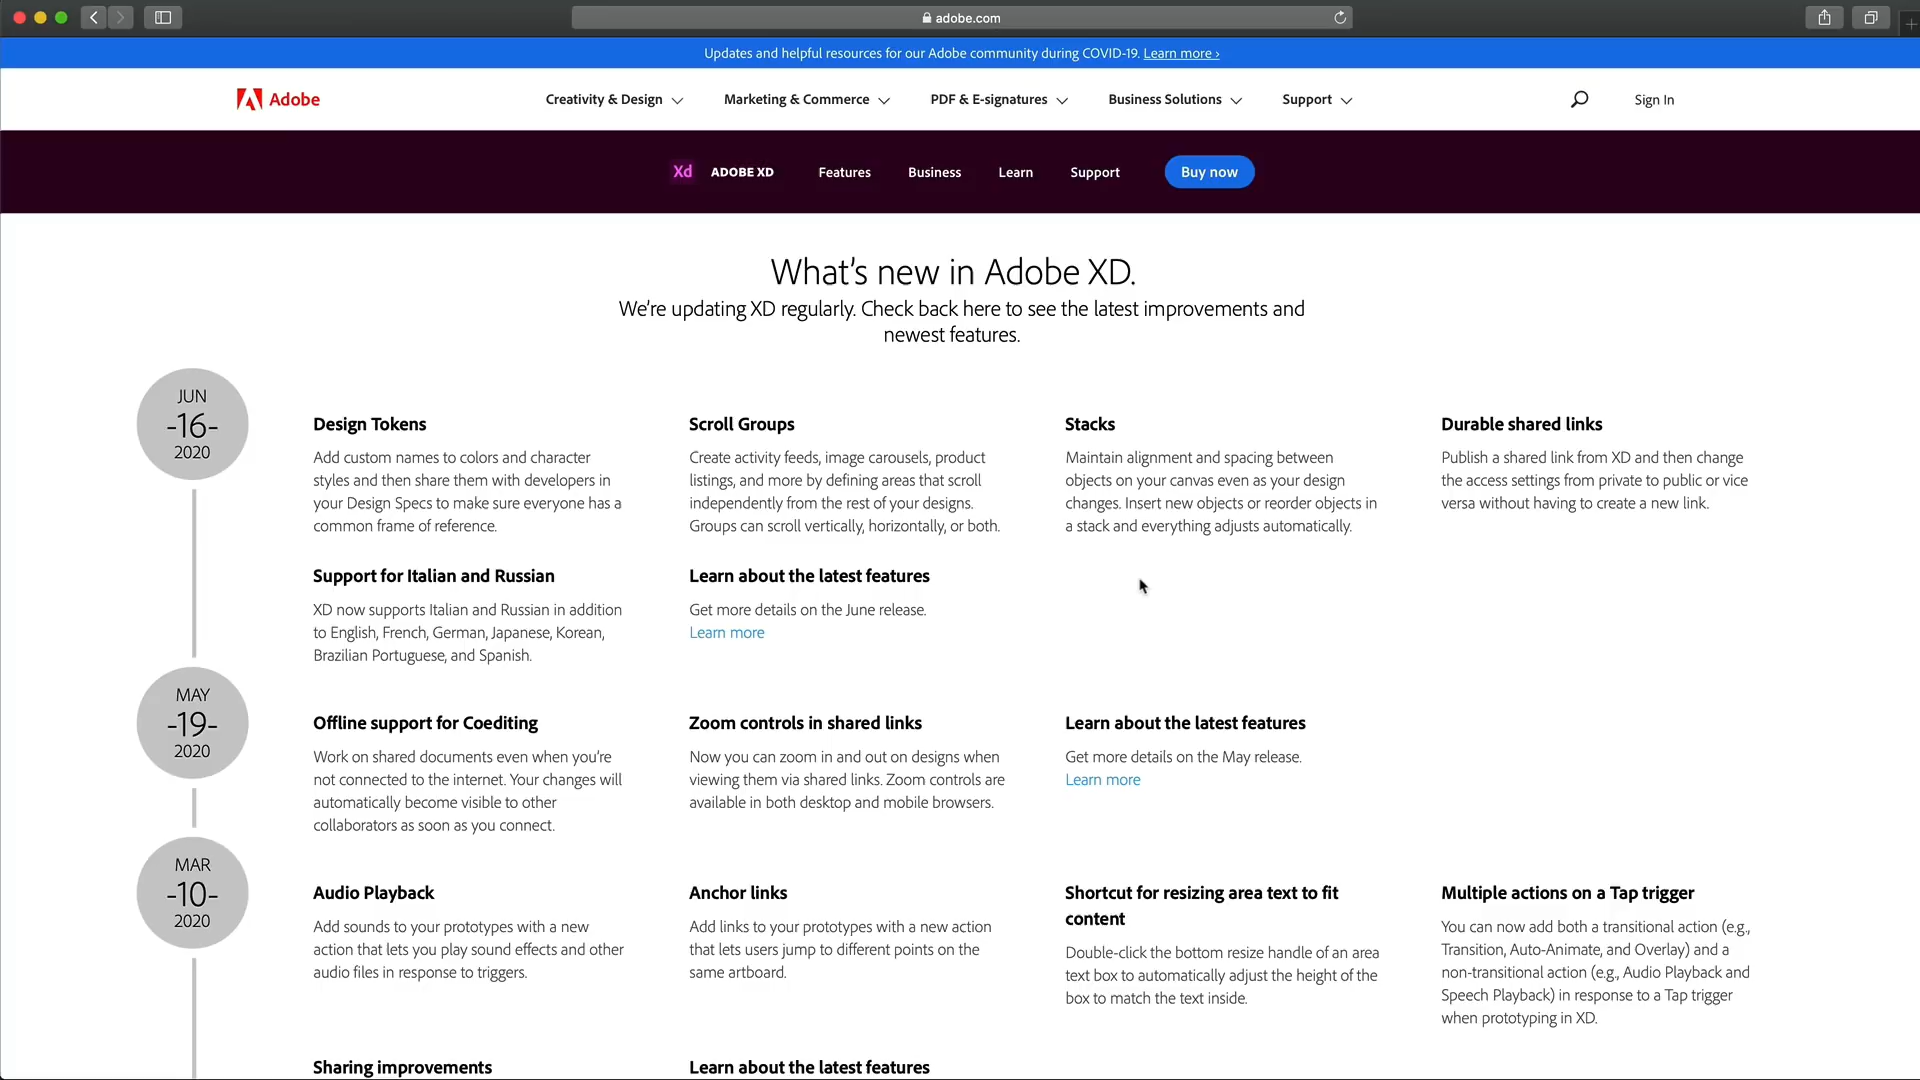 adobe.com
Updates and helpful resources for our Adobe community during COVID-19. Learn more ›
Adobe
Creativity & Design
Marketing & Commerce
PDF & E-signatures
Business Solutions
Support
Sign In
Xd
ADOBE XD
Features
Business
Learn
Support
Buy now
What's new in Adobe XD.
We're updating XD regularly. Check back here to see the latest improvements and
newest features.
JUN
-16-
2020
Design Tokens
Add custom names to colors and character
styles and then share them with developers in
your Design Specs to make sure everyone has a
common frame of reference.
Scroll Groups
Create activity feeds, image carousels, product
listings, and more by defining areas that scroll
independently from the rest of your designs.
Groups can scroll vertically, horizontally, or both.
Stacks
Maintain alignment and spacing between
objects on your canvas even as your design
changes. Insert new objects or reorder objects in
a stack and everything adjusts automatically.
Durable shared links
Publish a shared link from XD and then change
the access settings from private to public or vice
versa without having to create a new link.
Support for Italian and Russian
XD now supports Italian and Russian in addition
to English, French, German, Japanese, Korean,
Brazilian Portuguese, and Spanish.
Learn about the latest features
Get more details on the June release.
Learn more
MAY
-19-
2020
Offline support for Coediting
Work on shared documents even when you're
not connected to the internet. Your changes will
automatically become visible to other
collaborators as soon as you connect.
Zoom controls in shared links
Now you can zoom in and out on designs when
viewing them via shared links. Zoom controls are
available in both desktop and mobile browsers.
Learn about the latest features
Get more details on the May release.
Learn more
MAR
-10-
2020
Audio Playback
Add sounds to your prototypes with a new
action that lets you play sound effects and other
audio files in response to triggers.
Anchor links
Add links to your prototypes with a new action
that lets users jump to different points on the
same artboard.
Shortcut for resizing area text to fit
content
Double-click the bottom resize handle of an area
text box to automatically adjust the height of the
box to match the text inside.
Multiple actions on a Tap trigger
You can now add both a transitional action (e.g.,
Transition, Auto-Animate, and Overlay) and a
non-transitional action (e.g., Audio Playback and
Speech Playback) in response to a Tap trigger
when prototyping in XD.
Sharing improvements
Learn about the latest features